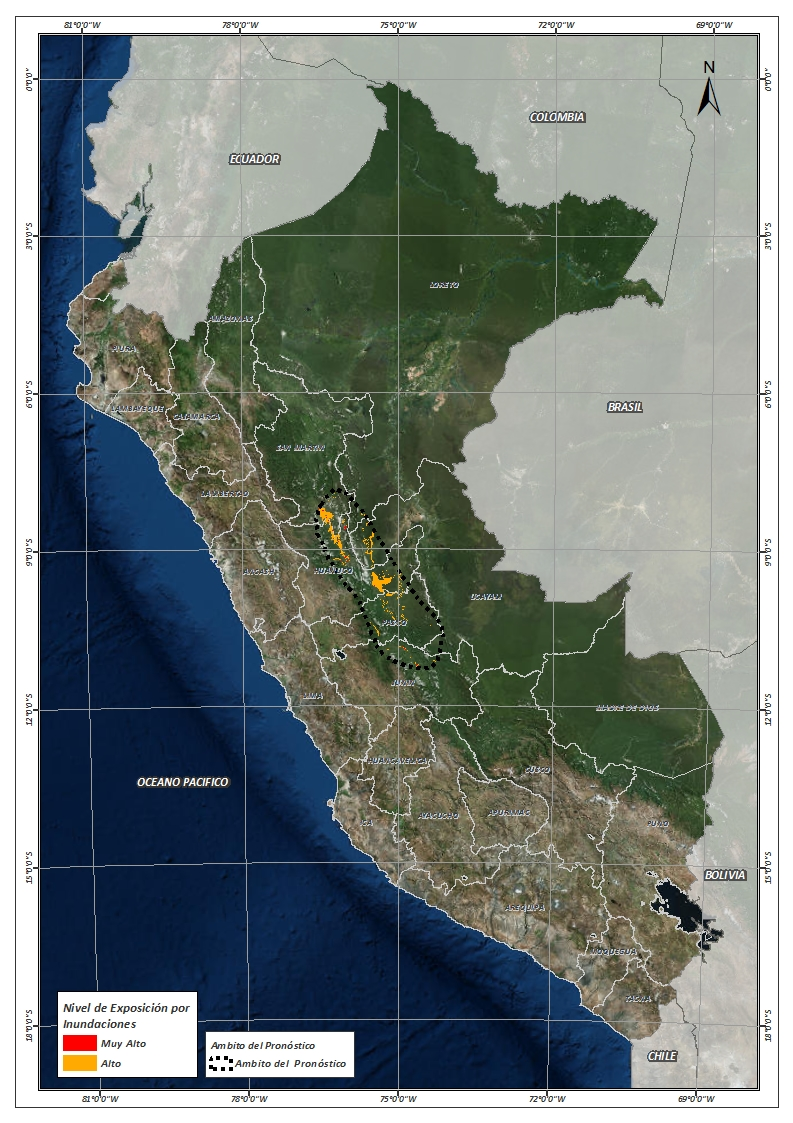 81°0'0"W 78°0'0"W 75°0'0"W 72°0'0"W 69°0'0"W
N
0°0'0" 0°0'0"
COLOMBIA
ECUADOR
3°0'0"S 3°0'0"S
LORETO
AMAZONAS
PIURA
6°0'0"S 6°0'0"S
LAMBAYEQUE
BRASIL
CAJAMARCA
SAN MARTIN
LA LIBERTAD
9°0'0"S 9°0'0"S
ANCASH
HUANUCO
UCAYALI
PASCO
JUNIN
LIMA
MADRE DE DIOS
12°0'0"S 12°0'0"S
HUANCAVELICA
CUSCO
OCEANO PACIFICO
AYACUCHO
APURIMAC
ICA
PUNO
15°0'0"S 15°0'0"S
BOLIVIA
AREQUIPA
MOQUEGUA
TACNA
18°0'0"S 18°0'0"S
Nivel de Exposición por
Inundaciones
Muy Alto
Alto
Ambito del Pronóstico
Ambito del Pronóstico
CHILE
81°0'0"W 78°0'0"W 75°0'0"W 72°0'0"W 69°0'0"W